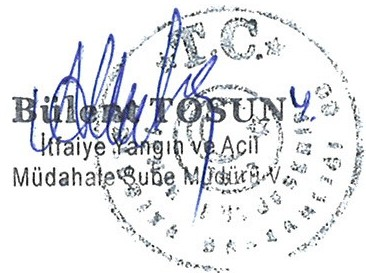 T.C.
Bülent TOSUN
İtfaiye Yangın ve Acil
Müdahale Şube Müdürü V.